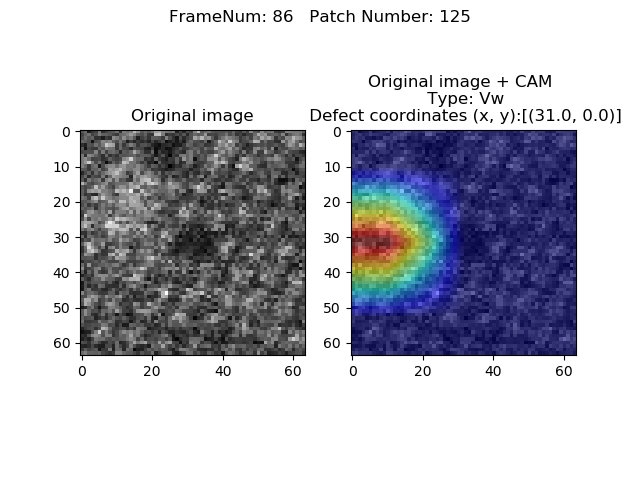 FrameNum: 86   Patch Number: 125
Original image
0
10
20
30
40
50
60
0 20 40 60
Original image + CAM
Type: Vw
Defect coordinates (x, y):[(31.0, 0.0)]
0
10
20
30
40
50
60
0 20 40 60